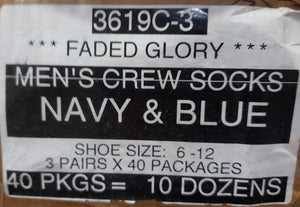 3619C-3
*** FADED GLORY ***
MEN'S CREW SOCKS
NAVY & BLUE
SHOE SIZE: 6-12
3 PAIRS X 40 PACKAGES
40 PKGS= 10 DOZENS